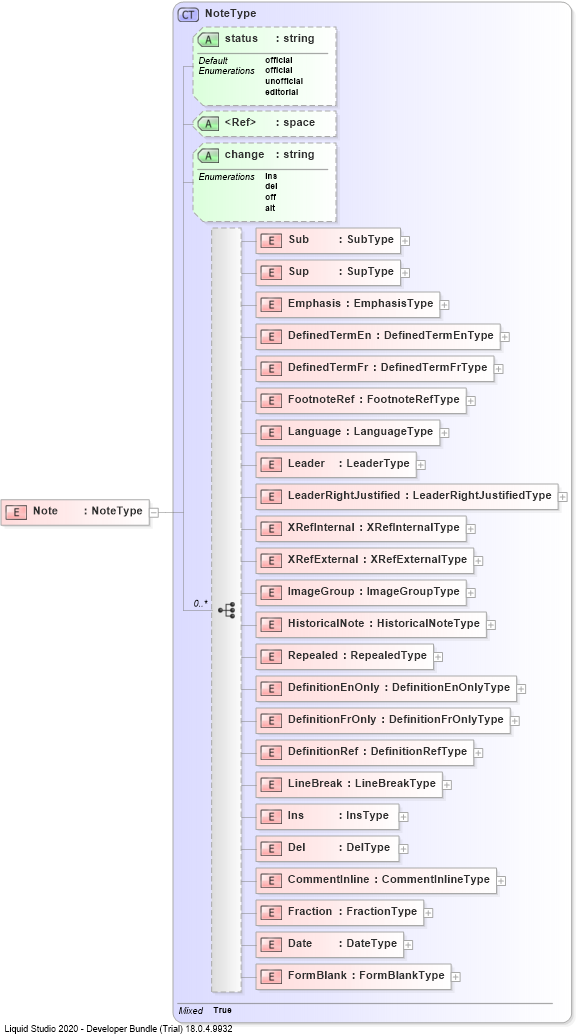 CT NoteType
A status : string
Default official
Enumerations official
unofficial
editorial
A <Ref> : space
A change : string
Enumerations ins
del
off
alt
E Sub : SubType
E Sup : SupType
E Emphasis : EmphasisType
E DefinedTermEn : DefinedTermEnType
E DefinedTermFr : DefinedTermFrType
E FootnoteRef : FootnoteRefType
E Language : LanguageType
E Leader : LeaderType
E LeaderRightJustified : LeaderRightJustifiedType
E Note : NoteType
E XRefInternal : XRefInternalType
E XRefExternal : XRefExternalType
E ImageGroup : ImageGroupType
0..*
E HistoricalNote : HistoricalNoteType
E Repealed : RepealedType
E DefinitionEnOnly : DefinitionEnOnlyType
E DefinitionFrOnly : DefinitionFrOnlyType
E DefinitionRef : DefinitionRefType
E LineBreak : LineBreakType
E Ins : InsType
E Del : DelType
E CommentInline : CommentInlineType
E Fraction : FractionType
E Date : DateType
E FormBlank : FormBlankType
Mixed True
Liquid Studio 2020 - Developer Bundle (Trial) 18.0.4.9932